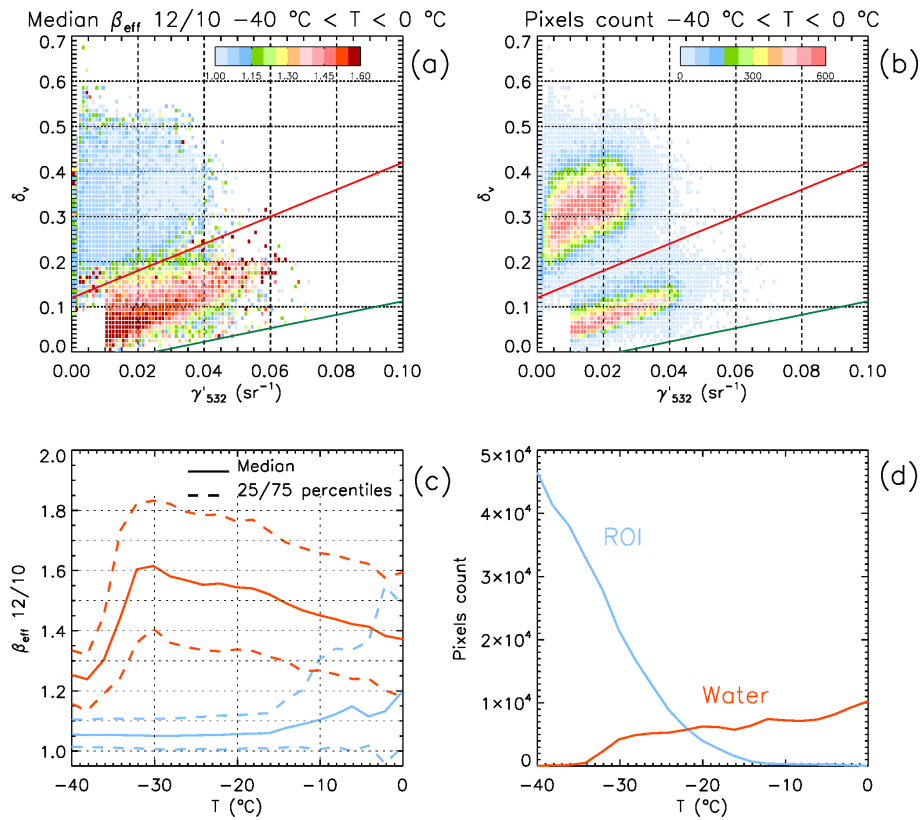 Median βeff 12/10 −40 °C < T < 0 °C
(a)
1.00 1.15 1.30 1.45 1.60
0.7
0.6
0.5
0.4
0.3
0.2
0.1
0.0
δv
0.00 0.02 0.04 0.06 0.08 0.10
γ'532 (sr−1)
Pixels count −40 °C < T < 0 °C
(b)
0 300 600
0.7
0.6
0.5
0.4
0.3
0.2
0.1
0.0
δv
0.00 0.02 0.04 0.06 0.08 0.10
γ'532 (sr−1)
(c)
Median
25/75 percentiles
2.0
1.8
1.6
1.4
1.2
1.0
βeff 12/10
−40 −30 −20 −10 0
T (°C)
(d)
ROI
Water
5×10⁴
4×10⁴
3×10⁴
2×10⁴
1×10⁴
0
Pixels count
−40 −30 −20 −10 0
T (°C)